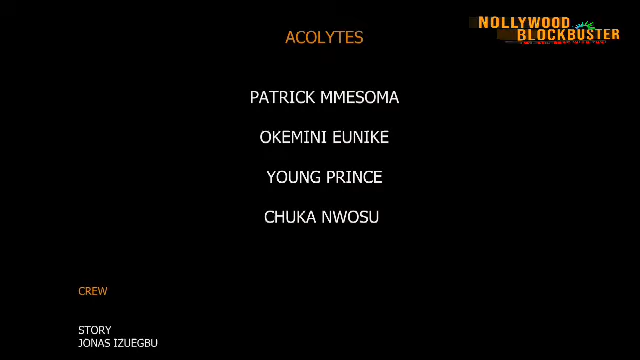 ACOLYTES
NOLLYWOOD
BLOCKBUSTER
PATRICK MMESOMA
OKEMINI EUNIKE
YOUNG PRINCE
CHUKA NWOSU
CREW
STORY
JONAS IZUEGBU